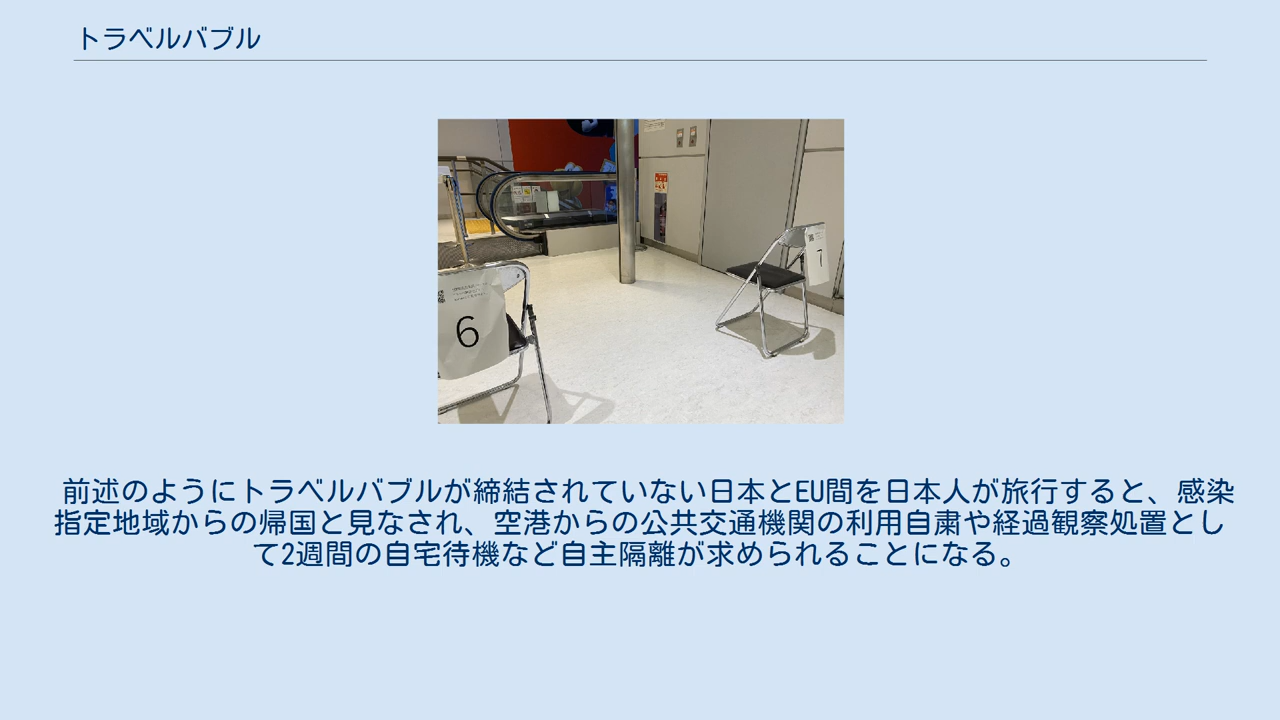 トラベルバブル
6
7
前述のようにトラベルバブルが締結されていない日本とEU間を日本人が旅行すると、感染
指定地域からの帰国と見なされ、空港からの公共交通機関の利用自粛や経過観察処置とし
て2週間の自宅待機など自主隔離が求められることになる。